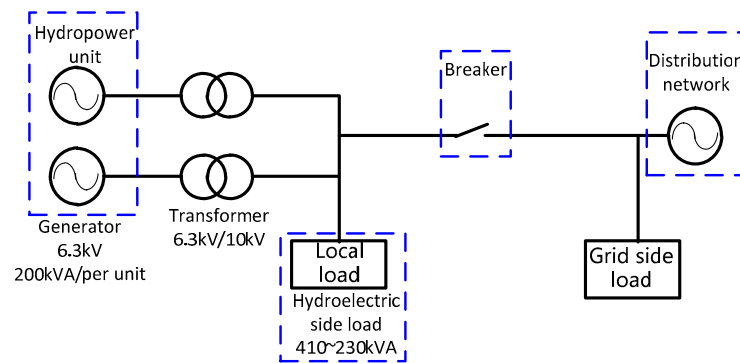 Hydropower
unit
Generator
6.3kV
200kVA/per unit
Transformer
6.3kV/10kV
Local
load
Hydroelectric
side load
410~230kVA
Breaker
Distribution
network
Grid side
load